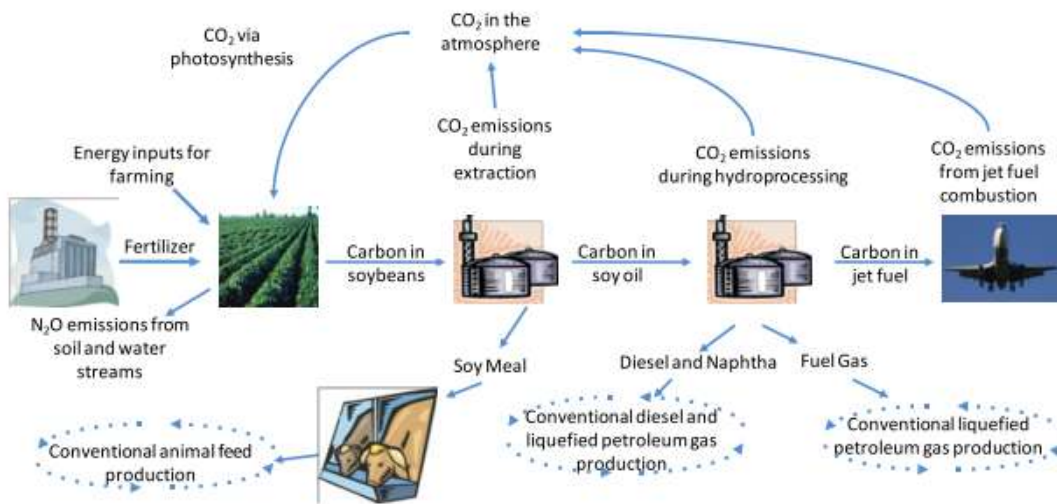 CO₂ in the
atmosphere
CO₂ via
photosynthesis
CO₂ emissions
during
extraction
CO₂ emissions
during hydroprocessing
CO₂ emissions
from jet fuel
combustion
Energy inputs for
farming
Fertilizer
Carbon in
soybeans
Carbon in
soy oil
Carbon in
jet fuel
N₂O emissions from
soil and water
streams
Soy Meal
Diesel and Naphtha
Fuel Gas
Conventional animal feed
production
Conventional diesel and
liquefied petroleum gas
production
Conventional liquefied
petroleum gas production